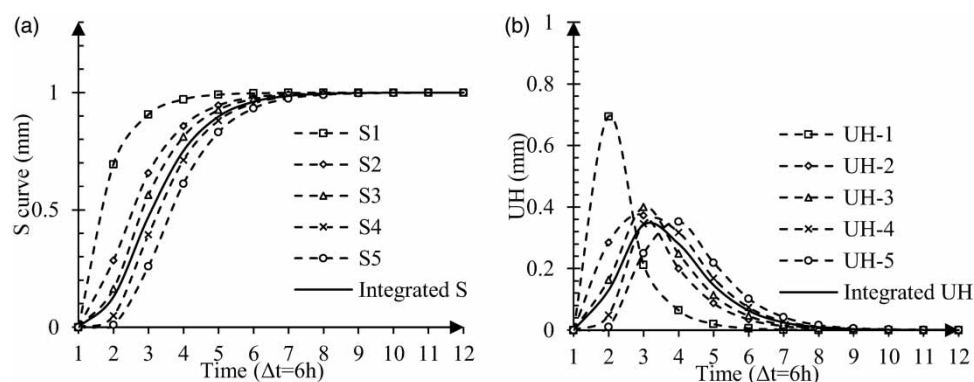 (a)
S curve (mm)
1
0.5
0
S1
S2
S3
S4
S5
Integrated S
1 2 3 4 5 6 7 8 9 10 11 12
Time (Δt=6h)
(b)
UH (mm)
1
0.8
0.6
0.4
0.2
0
UH-1
UH-2
UH-3
UH-4
UH-5
Integrated UH
1 2 3 4 5 6 7 8 9 10 11 12
Time (Δt=6h)